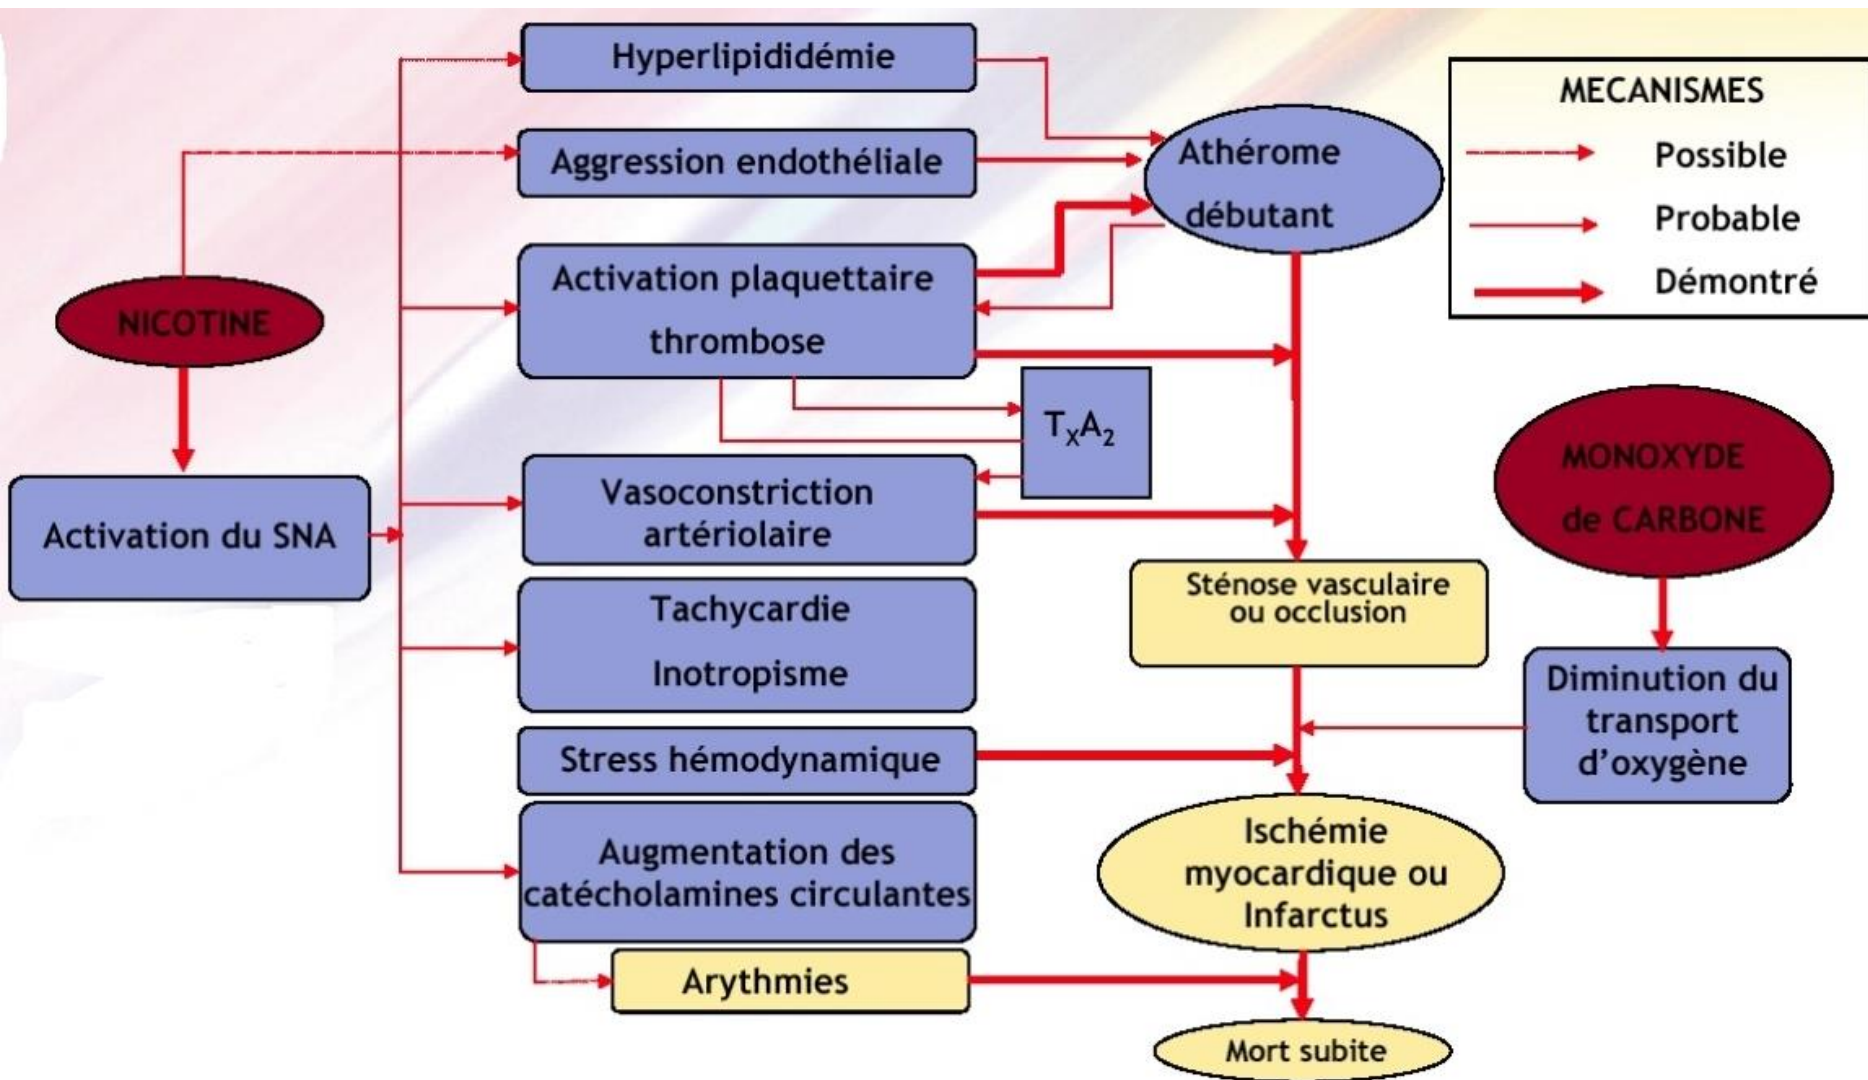 Hyperlipididémie
Aggression endothéliale
Activation plaquettaire
thrombose
NICOTINE
Activation du SNA
TXA2
Vasoconstriction
artériolaire
Tachycardie
Inotropisme
Stress hémodynamique
Augmentation des
catécholamines circulantes
Arythmies
Athérome
débutant
MECANISMES
Possible
Probable
Démontré
MONOXYDE
de CARBONE
Sténose vasculaire
ou occlusion
Diminution du
transport
d’oxygène
Ischémie
myocardique ou
Infarctus
Mort subite